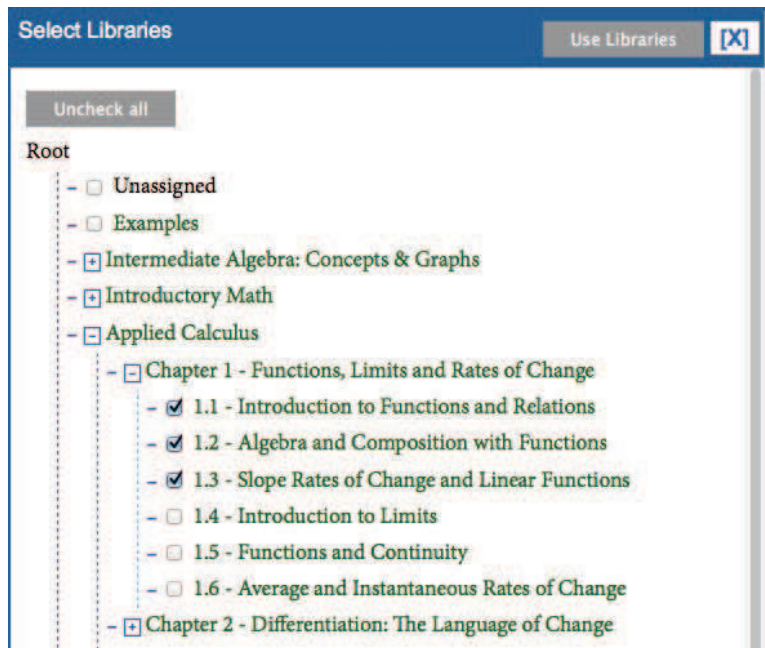 Select Libraries
Use Libraries
[X]
Uncheck all
Root
Unassigned
Examples
Intermediate Algebra: Concepts & Graphs
Introductory Math
Applied Calculus
Chapter 1 - Functions, Limits and Rates of Change
1.1 - Introduction to Functions and Relations
1.2 - Algebra and Composition with Functions
1.3 - Slope Rates of Change and Linear Functions
1.4 - Introduction to Limits
1.5 - Functions and Continuity
1.6 - Average and Instantaneous Rates of Change
Chapter 2 - Differentiation: The Language of Change